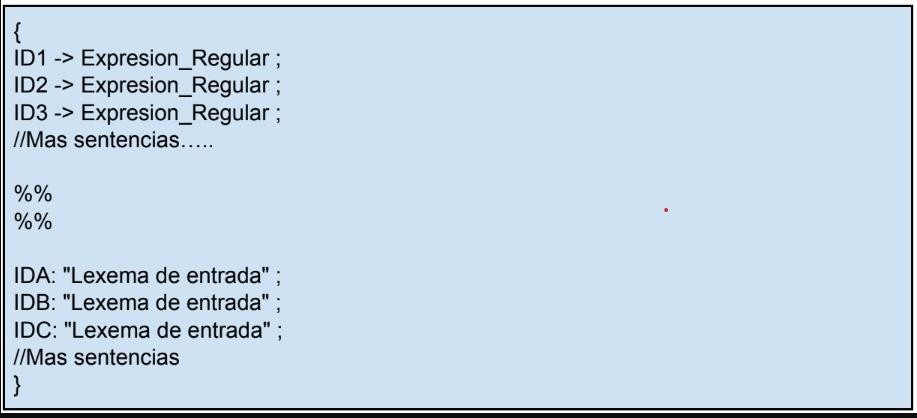 {
ID1 -> Expresion_Regular ;
ID2 -> Expresion_Regular ;
ID3 -> Expresion_Regular ;
//Mas sentencias…..
%%
%%
IDA: "Lexema de entrada" ;
IDB: "Lexema de entrada" ;
IDC: "Lexema de entrada" ;
//Mas sentencias
}